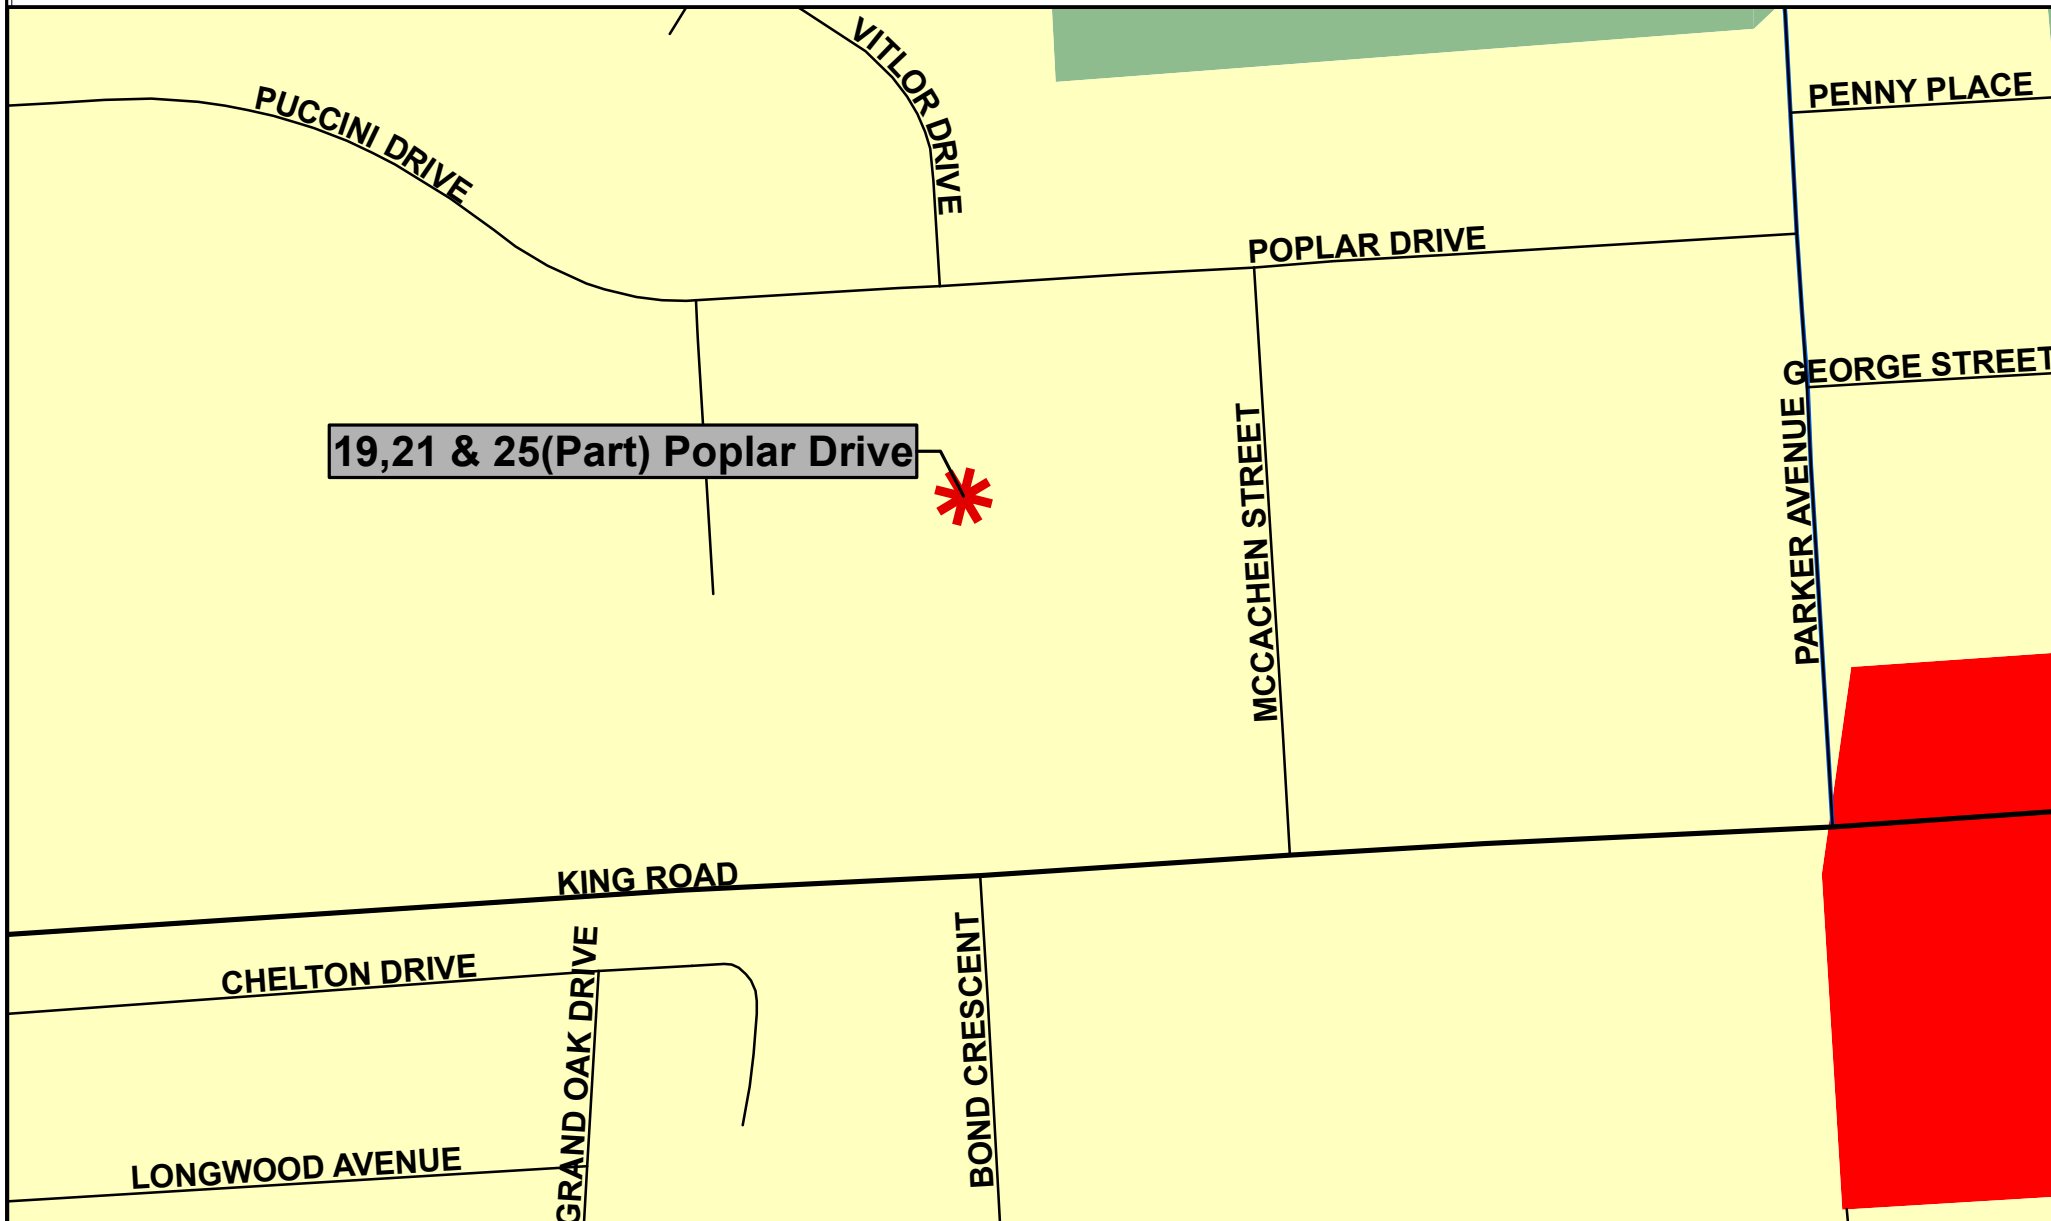 VITLOR DRIVE
PUCCINI DRIVE
PENNY PLACE
POPLAR DRIVE
GEORGE STREET
19,21 & 25(Part) Poplar Drive
MCCACHEN STREET
PARKER AVENUE
KING ROAD
CHELTON DRIVE
GRAND OAK DRIVE
BOND CRESCENT
LONGWOOD AVENUE